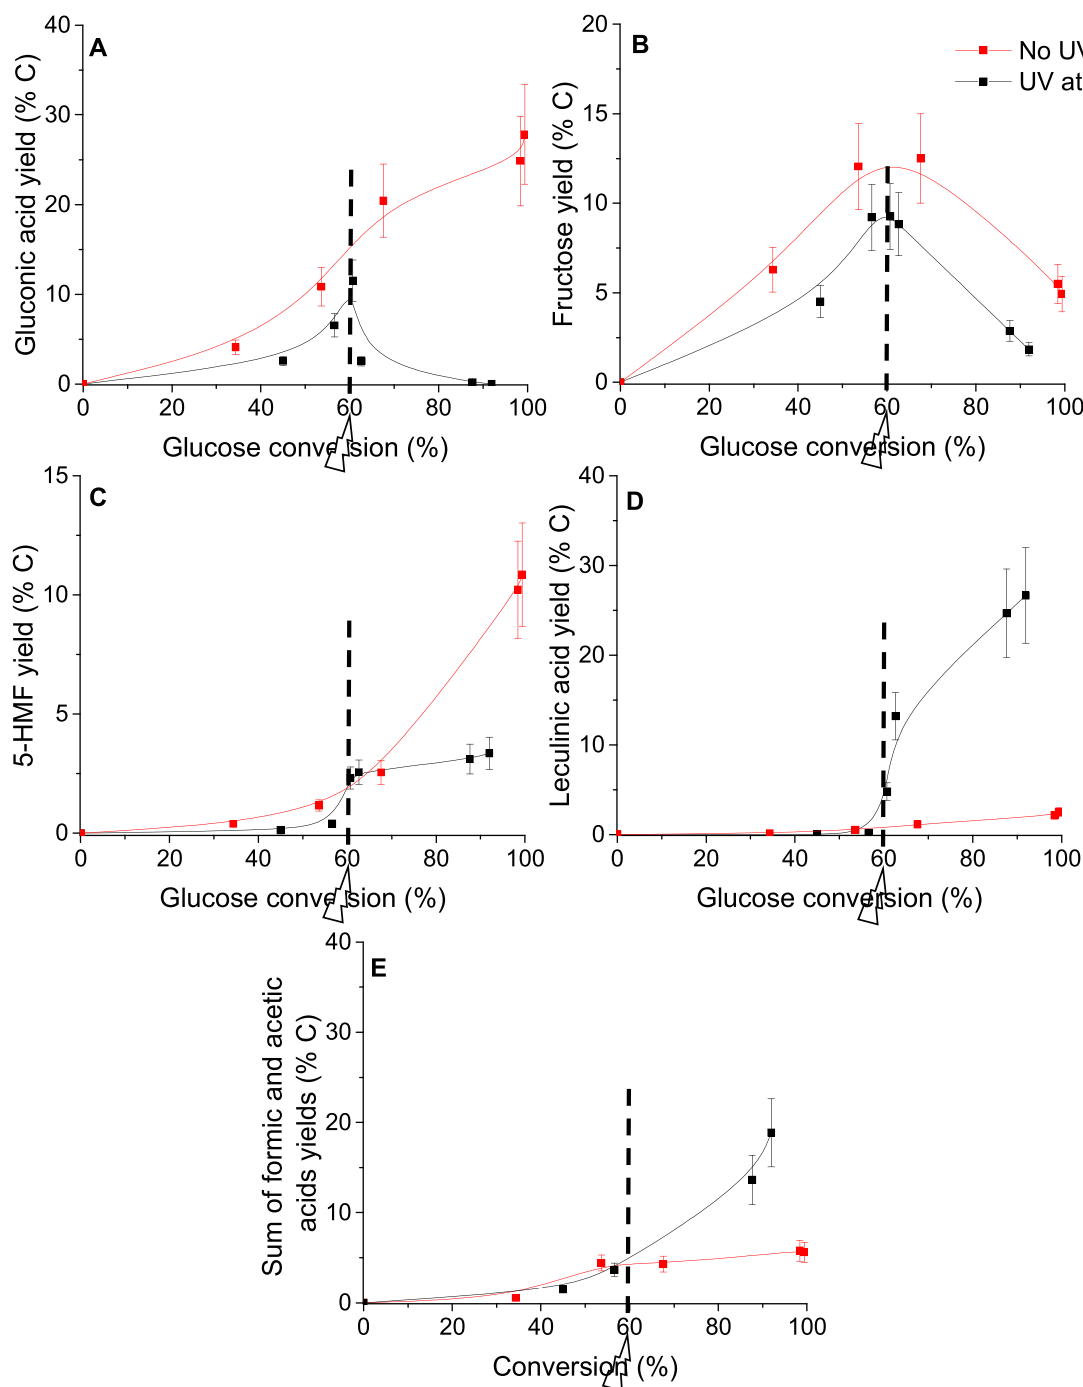 A
Gluconic acid yield (% C)
40
30
20
10
0
0 20 40 60 80 100
Glucose conversion (%)
B
No UV
UV at
Fructose yield (% C)
20
15
10
5
0
0 20 40 60 80 100
Glucose conversion (%)
C
5-HMF yield (% C)
15
10
5
0
0 20 40 60 80 100
Glucose conversion (%)
D
Leculinic acid yield (% C)
40
30
20
10
0
0 20 40 60 80 100
Glucose conversion (%)
E
Sum of formic and acetic
acids yields (% C)
40
30
20
10
0
0 20 40 60 80 100
Conversion (%)